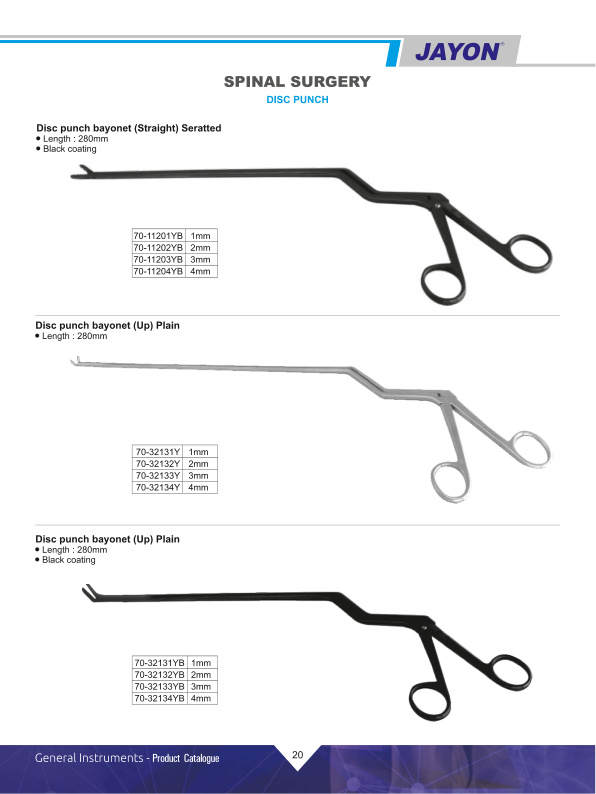 JAYON®
SPINAL SURGERY
DISC PUNCH
Disc punch bayonet (Straight) Seratted
• Length : 280mm
• Black coating
70-11201YB 1mm
70-11202YB 2mm
70-11203YB 3mm
70-11204YB 4mm
Disc punch bayonet (Up) Plain
• Length : 280mm
70-32131Y 1mm
70-32132Y 2mm
70-32133Y 3mm
70-32134Y 4mm
Disc punch bayonet (Up) Plain
• Length : 280mm
• Black coating
70-32131YB 1mm
70-32132YB 2mm
70-32133YB 3mm
70-32134YB 4mm
General Instruments - Product Catalogue
20